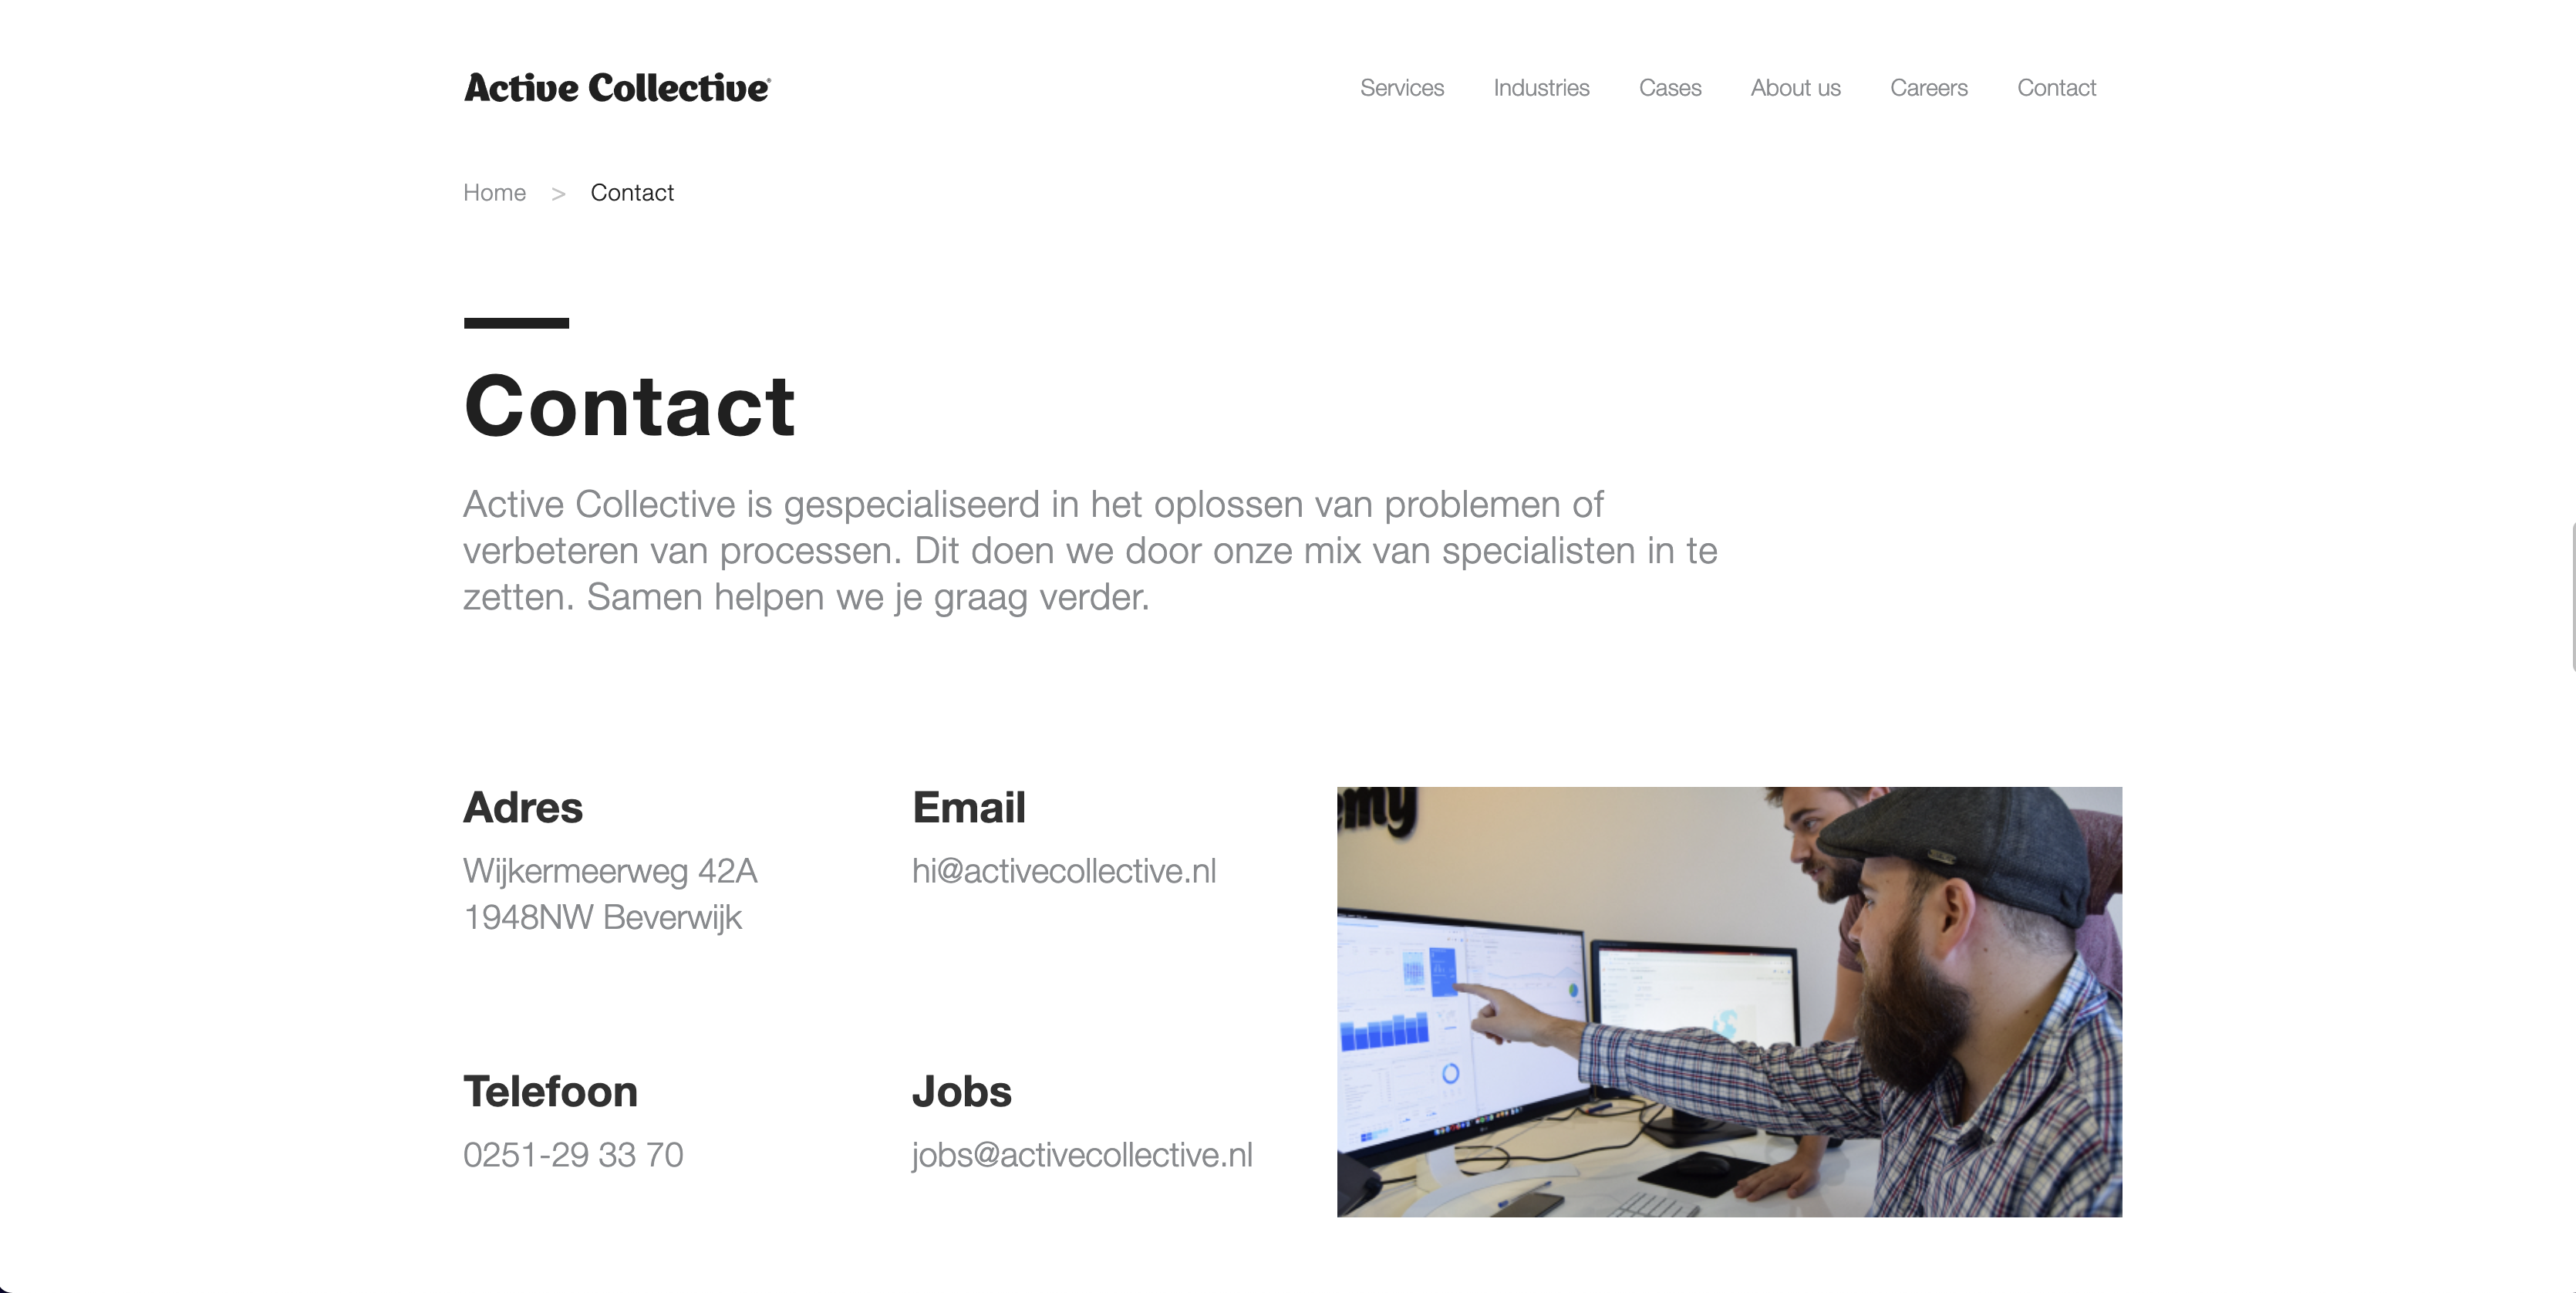 Active Collective®
Services Industries Cases About us Careers Contact
Home > Contact
Contact
Active Collective is gespecialiseerd in het oplossen van problemen of
verbeteren van processen. Dit doen we door onze mix van specialisten in te
zetten. Samen helpen we je graag verder.
Adres
Wijkermeerweg 42A
1948NW Beverwijk
Email
hi@activecollective.nl
Telefoon
0251-29 33 70
Jobs
jobs@activecollective.nl